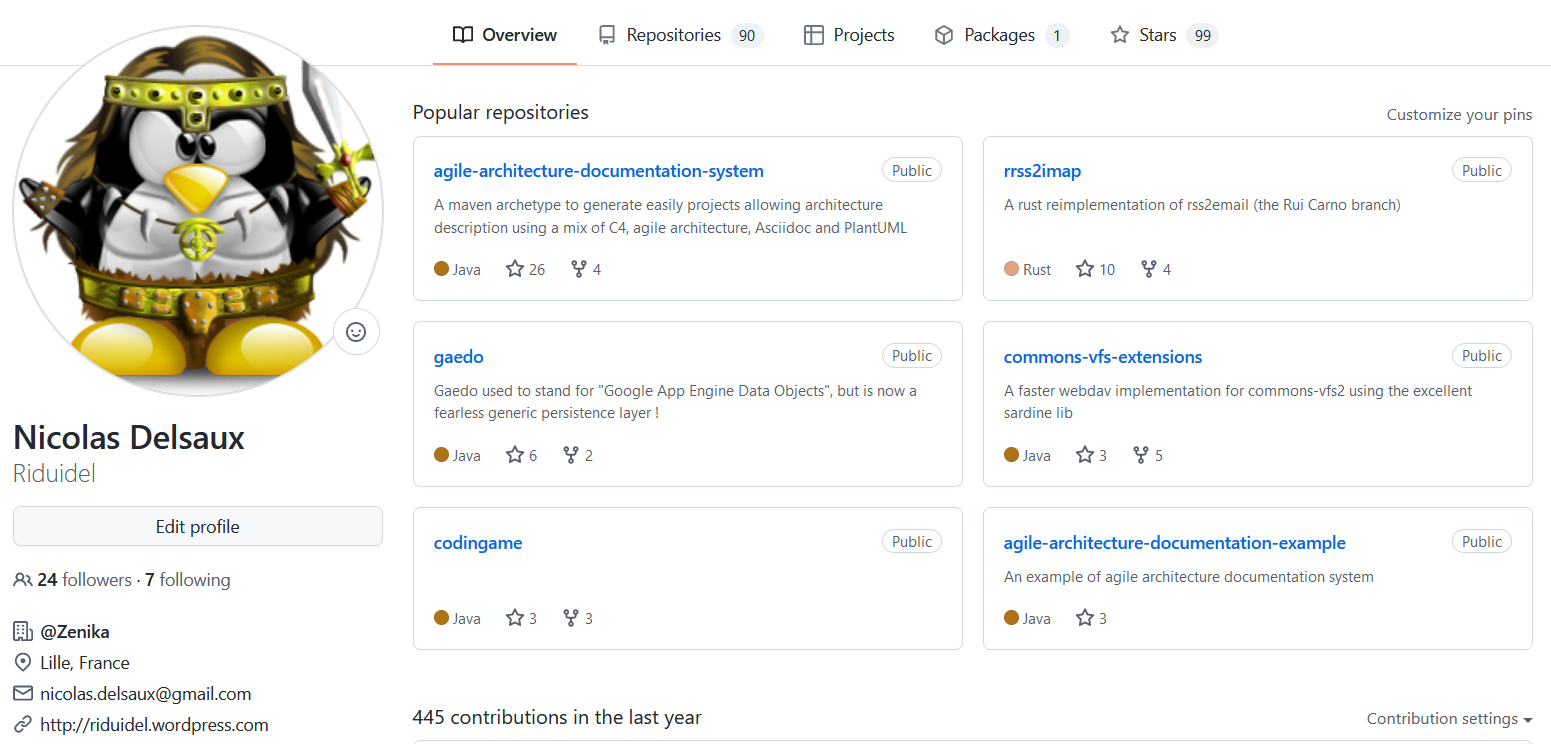 Overview Repositories 90 Projects Packages 1 Stars 99
Nicolas Delsaux
Riduidel
Edit profile
24 followers · 7 following
@Zenika
Lille, France
nicolas.delsaux@gmail.com
http://riduidel.wordpress.com
Popular repositories
Customize your pins
agile-architecture-documentation-system Public
A maven archetype to generate easily projects allowing architecture
description using a mix of C4, agile architecture, Asciidoc and PlantUML
Java 26 4
rrss2imap Public
A rust reimplementation of rss2email (the Rui Carno branch)
Rust 10 4
gaedo Public
Gaedo used to stand for "Google App Engine Data Objects", but is now a
fearless generic persistence layer !
Java 6 2
commons-vfs-extensions Public
A faster webdav implementation for commons-vfs2 using the excellent
sardine lib
Java 3 5
codingame Public
Java 3 3
agile-architecture-documentation-example Public
An example of agile architecture documentation system
Java 3
445 contributions in the last year
Contribution settings